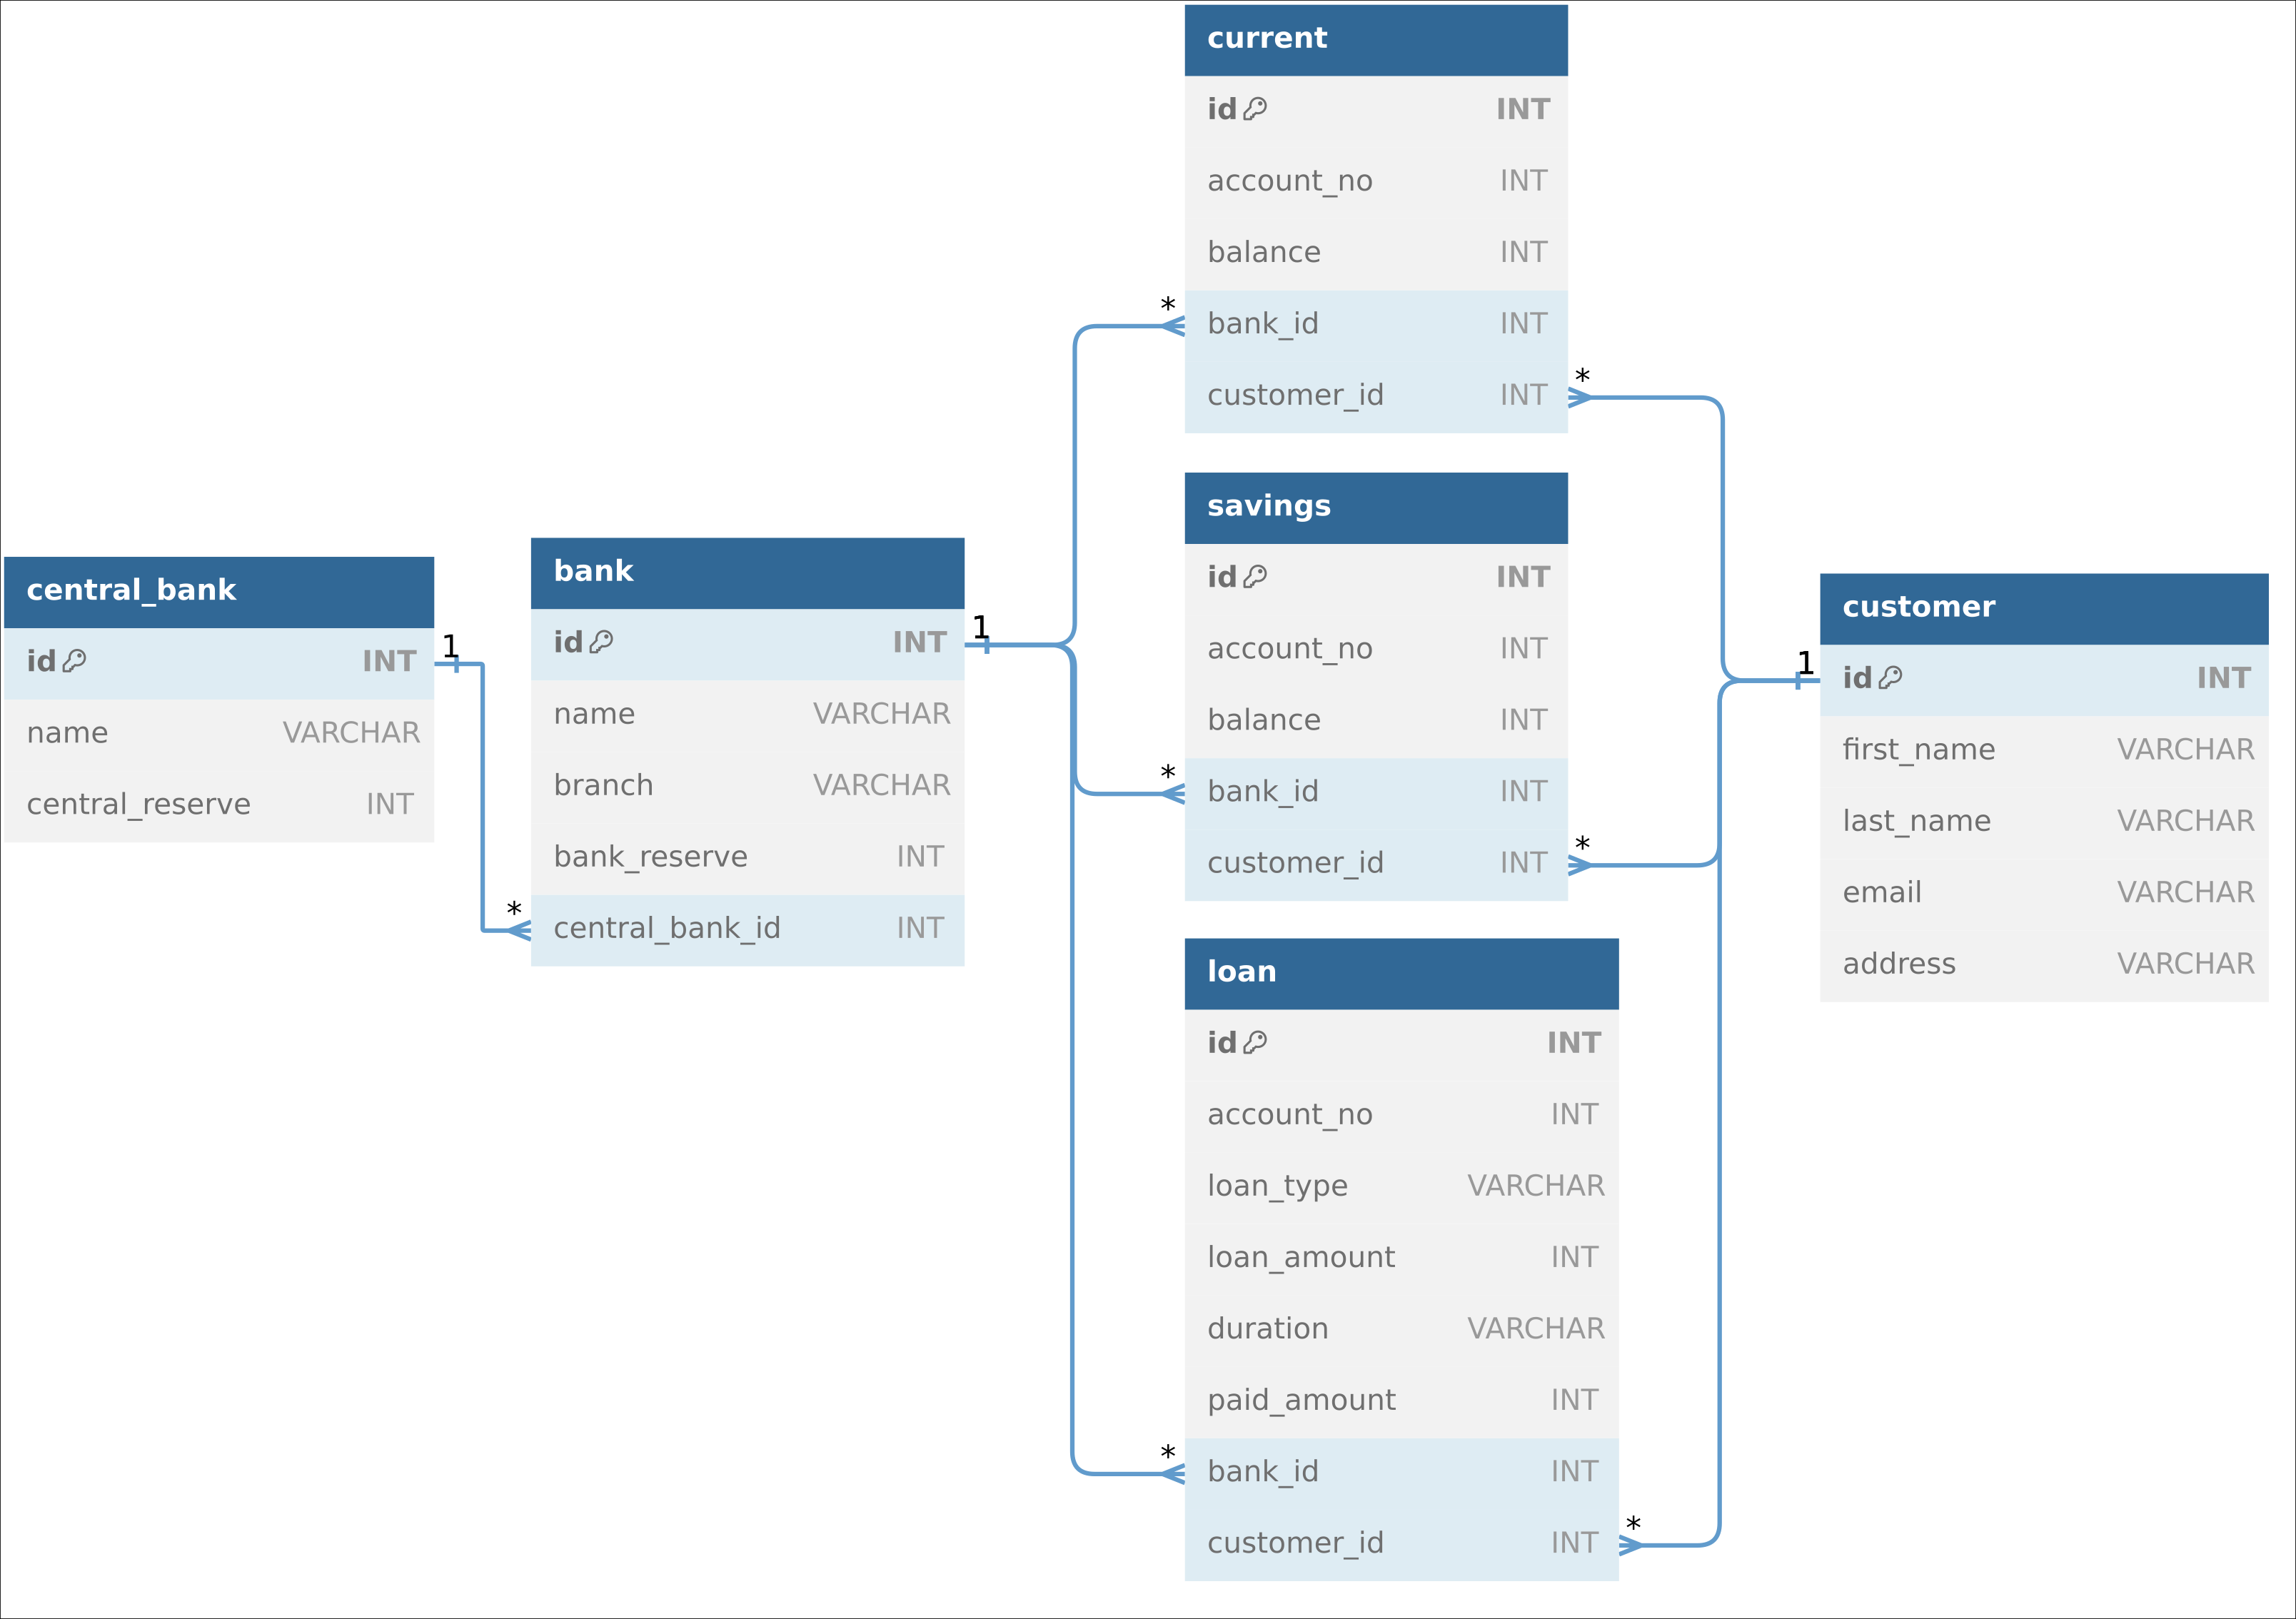 central_bank
id INT
name VARCHAR
central_reserve INT
1
*
bank
id INT
name VARCHAR
branch VARCHAR
bank_reserve INT
central_bank_id INT
1
*
*
*
current
id INT
account_no INT
balance INT
bank_id INT
customer_id INT
*
savings
id INT
account_no INT
balance INT
bank_id INT
customer_id INT
*
loan
id INT
account_no INT
loan_type VARCHAR
loan_amount INT
duration VARCHAR
paid_amount INT
bank_id INT
customer_id INT
*
1
customer
id INT
first_name VARCHAR
last_name VARCHAR
email VARCHAR
address VARCHAR